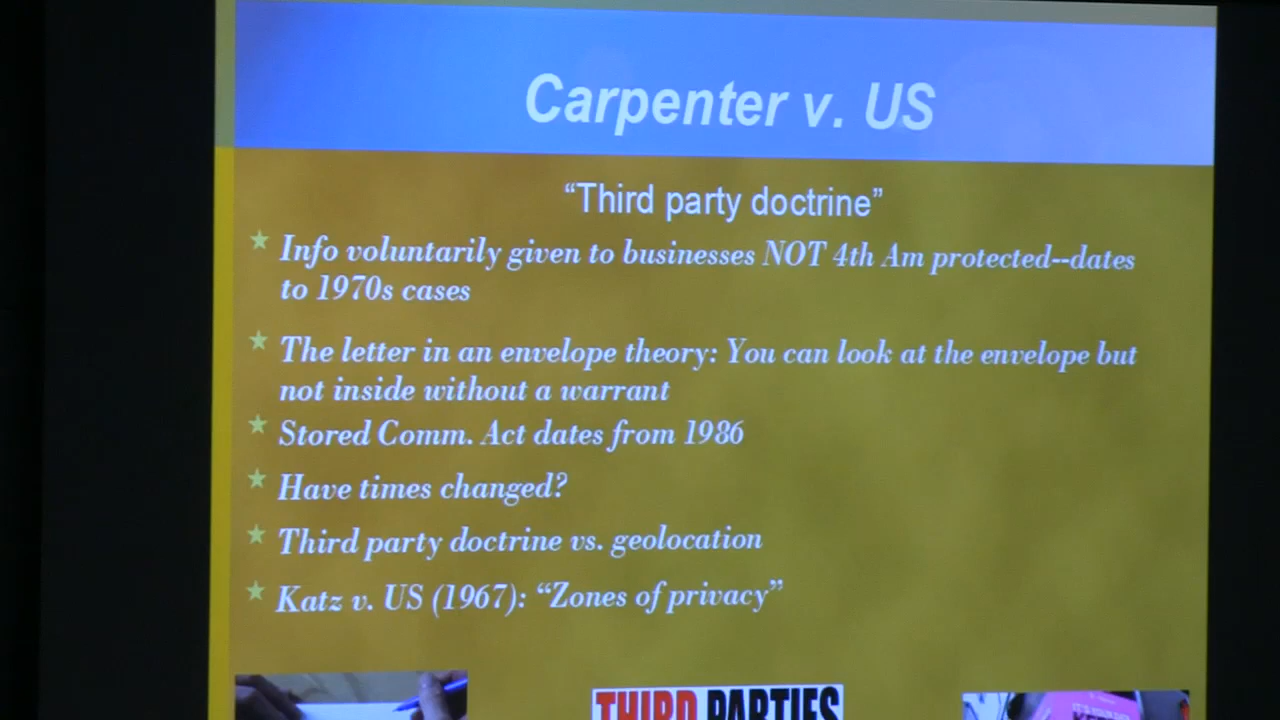 Carpenter v. US
“Third party doctrine”
Info voluntarily given to businesses NOT 4th Am protected--dates
to 1970s cases
The letter in an envelope theory: You can look at the envelope but
not inside without a warrant
Stored Comm. Act dates from 1986
Have times changed?
Third party doctrine vs. geolocation
Katz v. US (1967): “Zones of privacy”
THIRD PARTIES